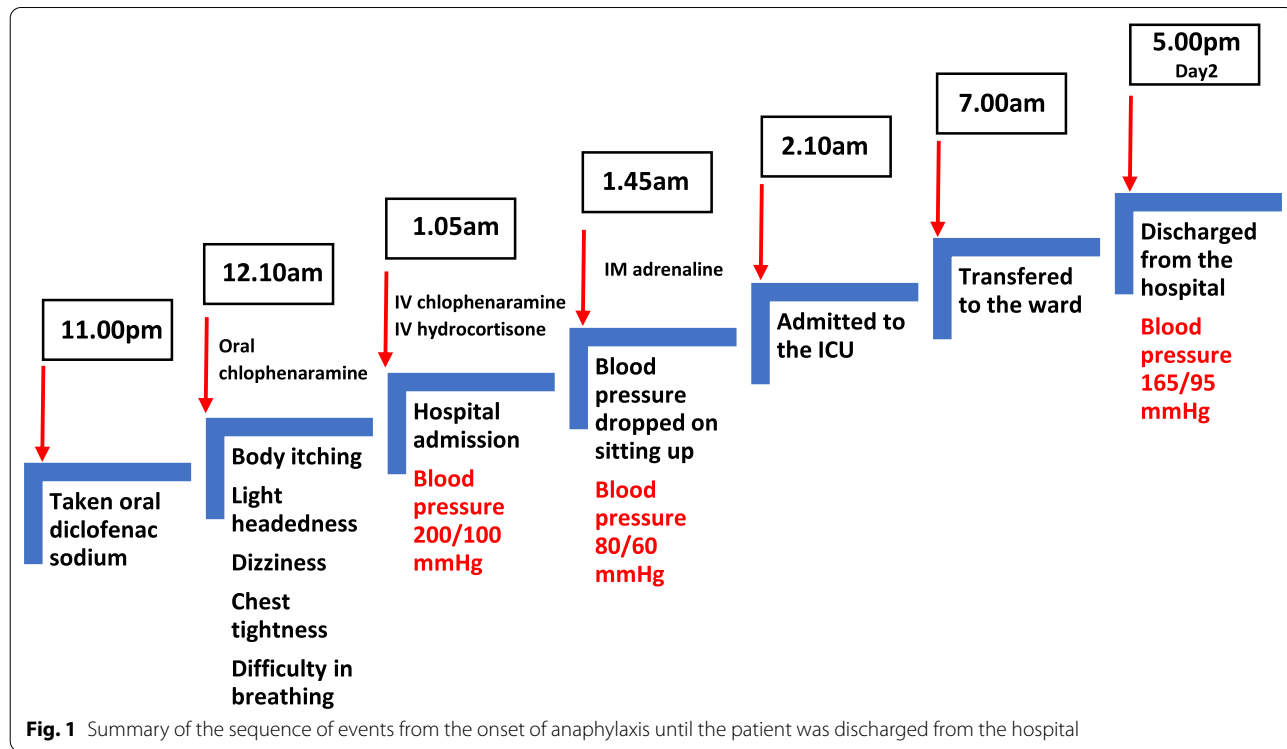 11.00pm
Taken oral
diclofenac
sodium
12.10am
Oral
chlophenaramine
Body itching
Light
headedness
Dizziness
Chest
tightness
Difficulty in
breathing
1.05am
IV chlophenaramine
IV hydrocortisone
Hospital
admission
Blood
pressure
200/100
mmHg
1.45am
IM adrenaline
Blood
pressure
dropped on
sitting up
Blood
pressure
80/60
mmHg
2.10am
Admitted to
the ICU
7.00am
Transfered
to the ward
5.00pm
Day2
Discharged
from the
hospital
Blood
pressure
165/95
mmHg
Fig. 1 Summary of the sequence of events from the onset of anaphylaxis until the patient was discharged from the hospital